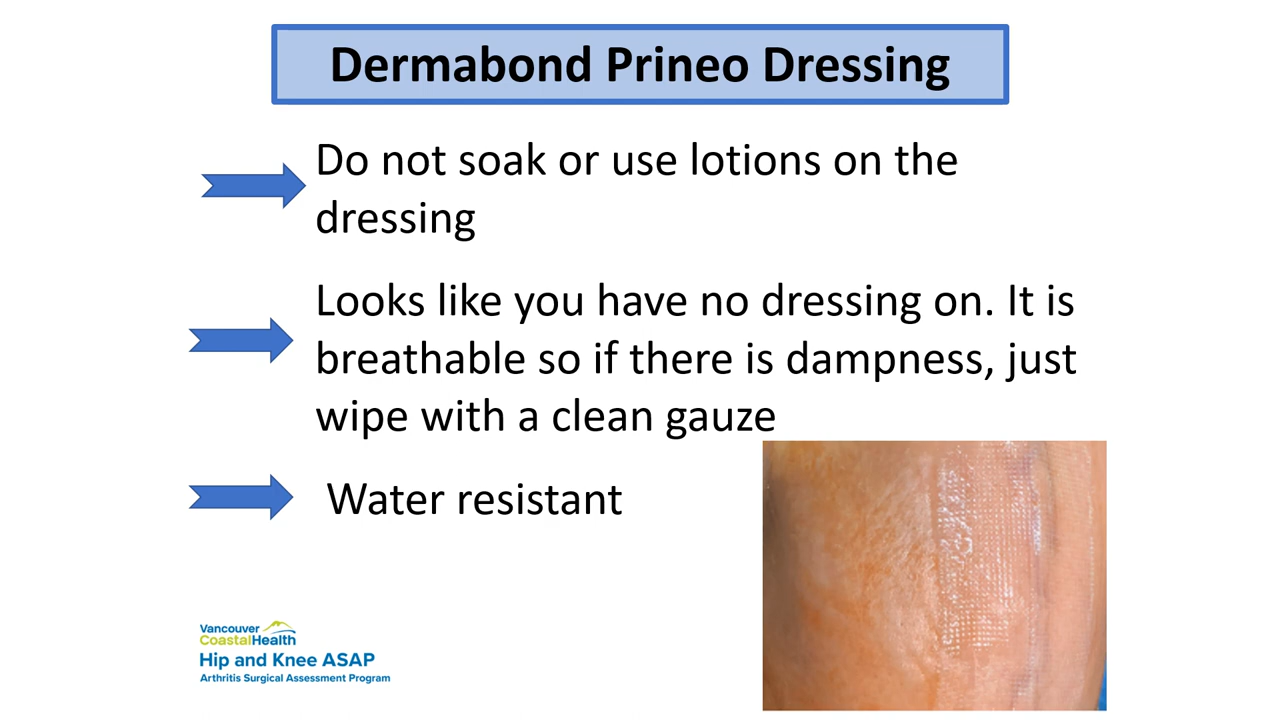 Dermabond Prineo Dressing
Do not soak or use lotions on the
dressing
Looks like you have no dressing on. It is
breathable so if there is dampness, just
wipe with a clean gauze
Water resistant
Vancouver
CoastalHealth
Hip and Knee ASAP
Arthritis Surgical Assessment Program